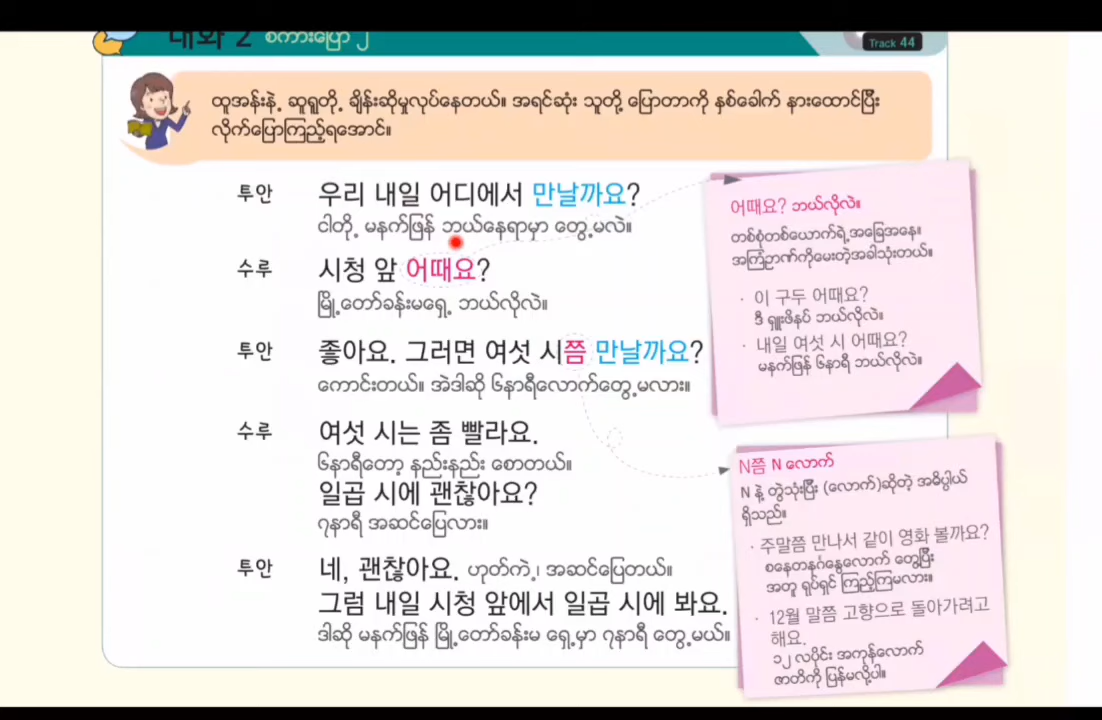 대화 2 စကားပြော ၂
Track 44
ထူအန်းနဲ့ ဆူရူတို့ ချိန်းဆိုမှုလုပ်နေတယ်။ အရင်ဆုံး သူတို့ ပြောတာကို နှစ်ခေါက် နားထောင်ပြီး
လိုက်ပြောကြည့်ရအောင်။
투안 우리 내일 어디에서 만날까요?
ငါတို့ မနက်ဖြန် ဘယ်နေရာမှာ တွေ့မလဲ။
수루 시청 앞 어때요?
မြို့တော်ခန်းမရှေ့ ဘယ်လိုလဲ။
투안 좋아요. 그러면 여섯 시쯤 만날까요?
ကောင်းတယ်။ အဲဒါဆို ၆နာရီလောက်တွေ့မလား။
수루 여섯 시는 좀 빨라요.
၆နာရီတော့ နည်းနည်း စောတယ်။
일곱 시에 괜찮아요?
၇နာရီ အဆင်ပြေလား။
투안 네, 괜찮아요. ဟုတ်ကဲ့၊ အဆင်ပြေတယ်။
그럼 내일 시청 앞에서 일곱 시에 봐요.
ဒါဆို မနက်ဖြန် မြို့တော်ခန်းမ ရှေ့မှာ ၇နာရီ တွေ့မယ်။
어때요? ဘယ်လိုလဲ။
တစ်စုံတစ်ယောက်ရဲ့အခြေအနေ။
အကြံဉာဏ်ကိုမေးတဲ့အခါသုံးတယ်။
· 이 구두 어때요?
ဒီ ရှူးဖိနပ် ဘယ်လိုလဲ။
· 내일 여섯 시 어때요?
မနက်ဖြန် ၆နာရီ ဘယ်လိုလဲ။
N쯤 N လောက်
N နဲ့ တွဲသုံးပြီး (လောက်)ဆိုတဲ့ အဓိပ္ပါယ်
ရှိသည်။
· 주말쯤 만나서 같이 영화 볼까요?
စနေတနင်္ဂနွေလောက် တွေ့ပြီး
အတူ ရုပ်ရှင် ကြည့်ကြမလား။
· 12월 말쯤 고향으로 돌아가려고
해요.
၁၂ လပိုင်း အကုန်လောက်
ဇာတိကို ပြန်မလို့ပါ။